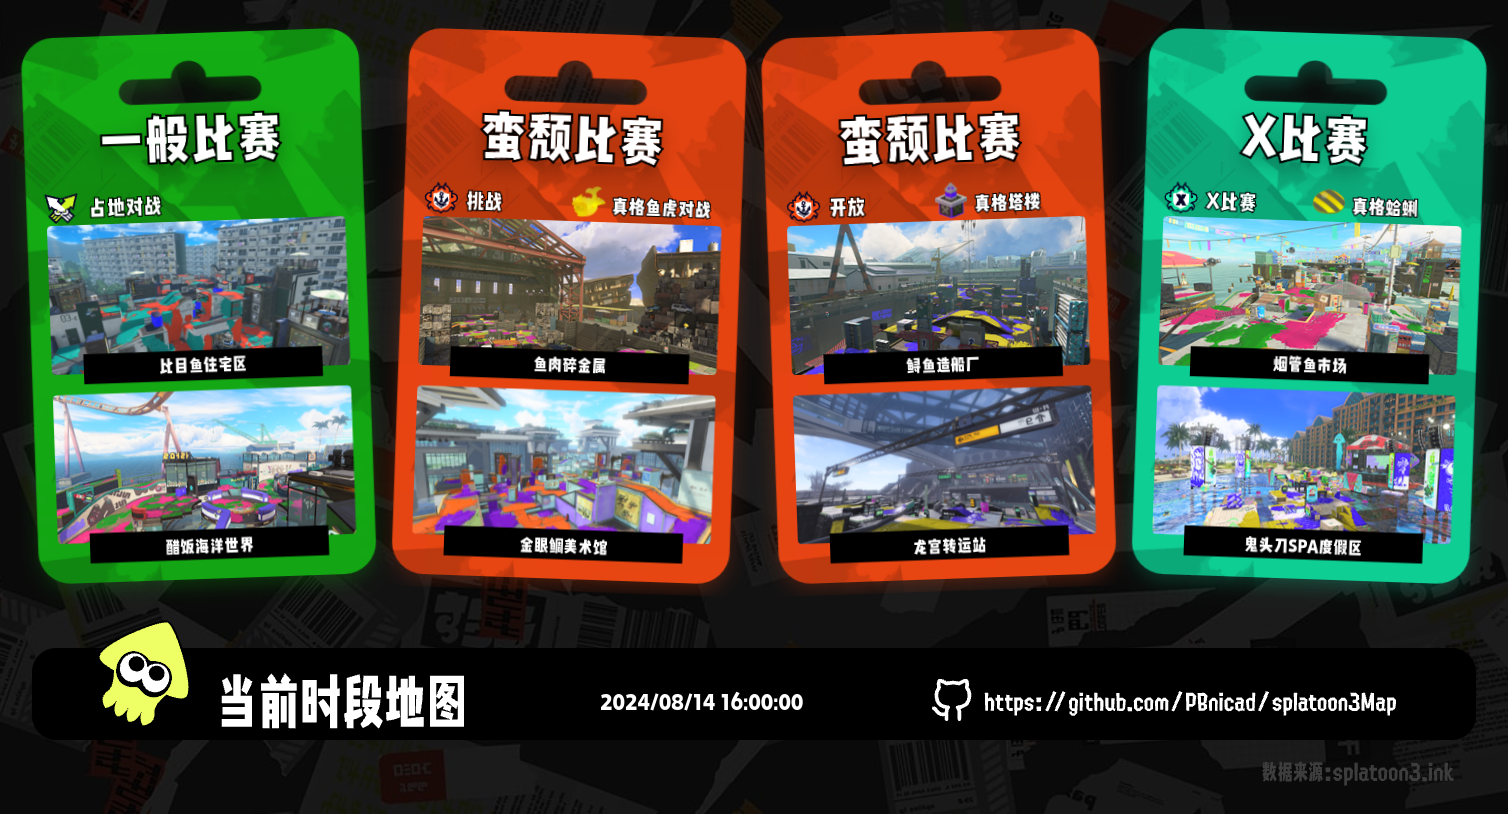 一般比赛
占地对战
比目鱼住宅区
醋饭海洋世界
蛮颓比赛
挑战
真格鱼虎对战
鱼肉碎金属
金眼鲷美术馆
蛮颓比赛
开放
真格塔楼
鲟鱼造船厂
龙宫转运站
X比赛
X比赛
真格蛤蜊
烟管鱼市场
鬼头刀SPA度假区
当前时段地图
2024/08/14 16:00:00
https://github.com/PBnicad/splatoon3Map
数据来源:splatoon3.ink